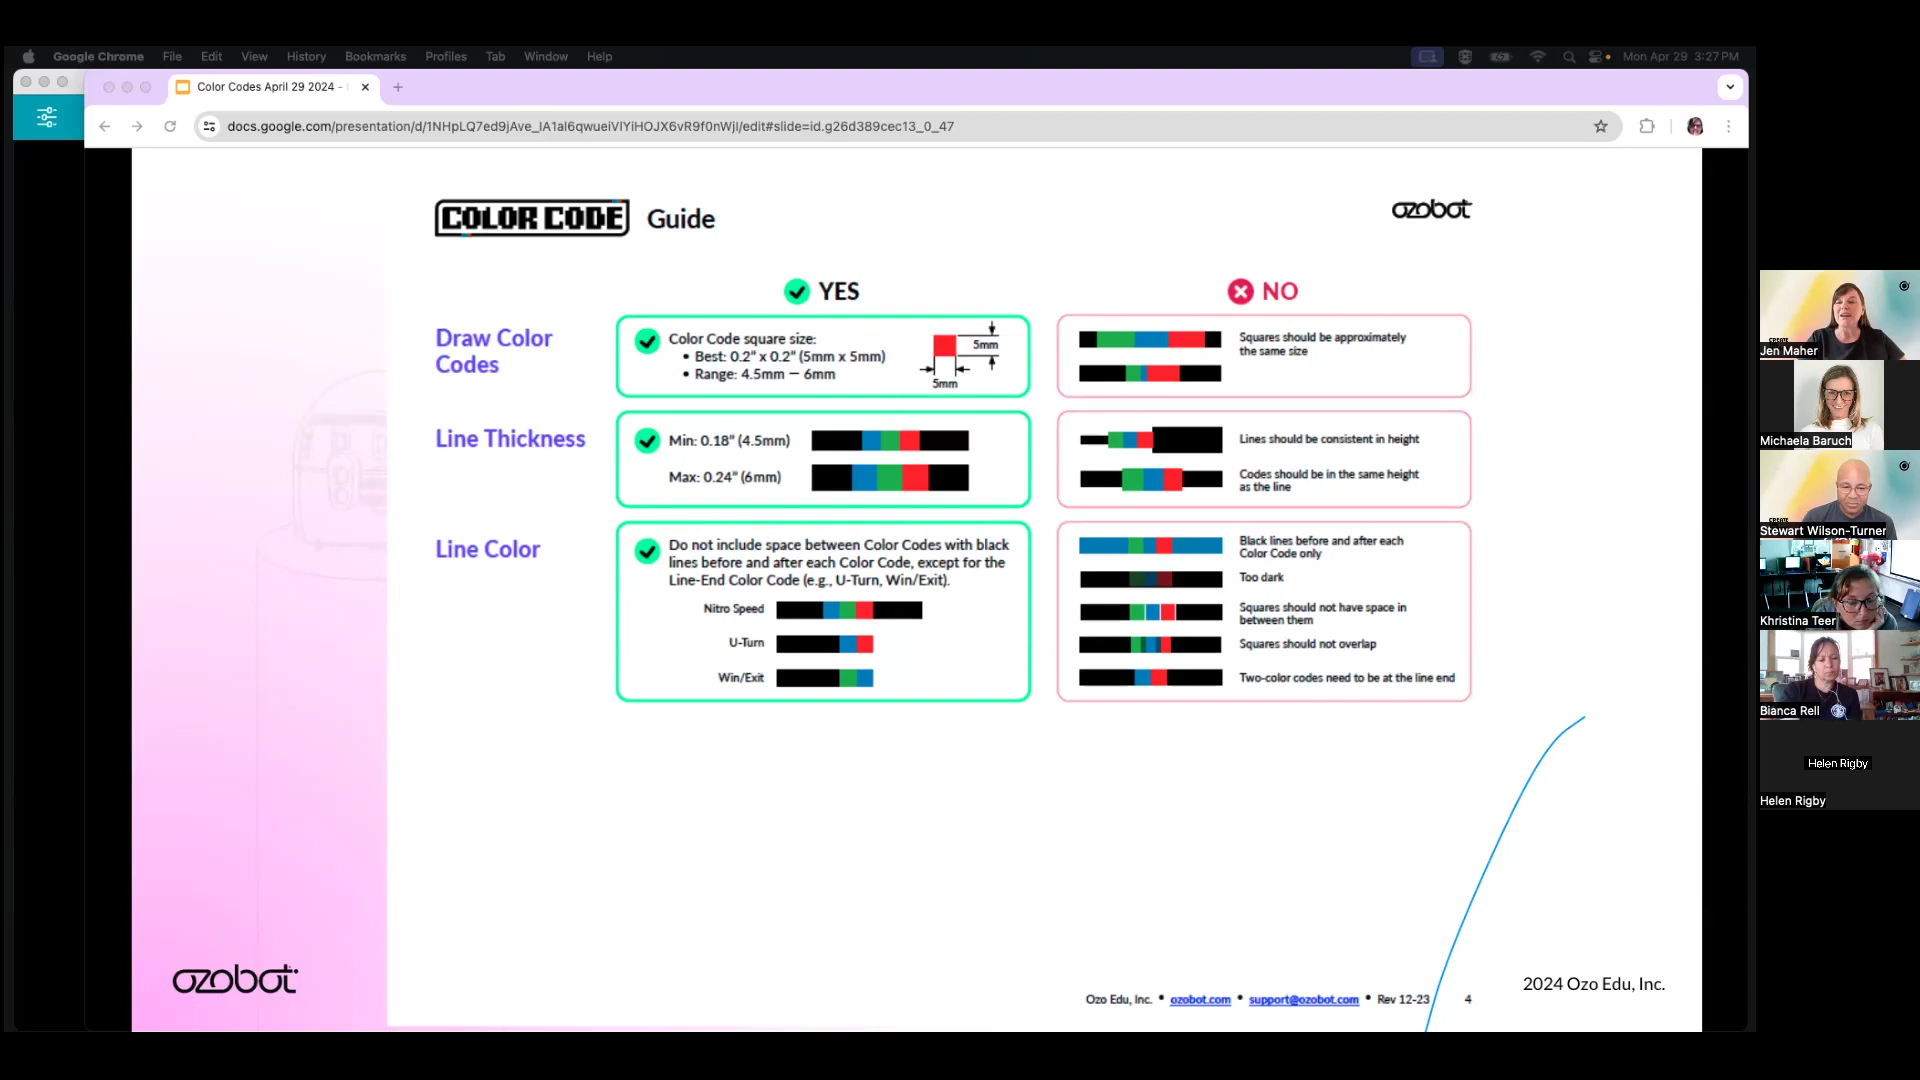 Google Chrome File Edit View History Bookmarks Profiles Tab Window Help Mon Apr 29 3:27PM
Color Codes April 29 2024 -
docs.google.com/presentation/d/1NHpLQ7ed9jAve_IA1al6qwueiVlYiHOJX6vR9f0nWjI/edit#slide=id.g26d389cec13_0_47
COLOR CODE Guide
ozobot
YES
NO
Draw Color
Codes
Color Code square size:
• Best: 0.2" x 0.2" (5mm x 5mm)
• Range: 4.5mm — 6mm
5mm
5mm
Squares should be approximately
the same size
Line Thickness
Min: 0.18" (4.5mm)
Max: 0.24" (6mm)
Lines should be consistent in height
Codes should be in the same height
as the line
Line Color
Do not include space between Color Codes with black
lines before and after each Color Code, except for the
Line-End Color Code (e.g., U-Turn, Win/Exit).
Nitro Speed
U-Turn
Win/Exit
Black lines before and after each
Color Code only
Too dark
Squares should not have space in
between them
Squares should not overlap
Two-color codes need to be at the line end
ozobot
Ozo Edu, Inc. • ozobot.com • support@ozobot.com • Rev 12-23 4
2024 Ozo Edu, Inc.
CREATE
Jen Maher
Michaela Baruch
CREATE
Stewart Wilson-Turner
Khristina Teer
Bianca Rell
Helen Rigby
Helen Rigby